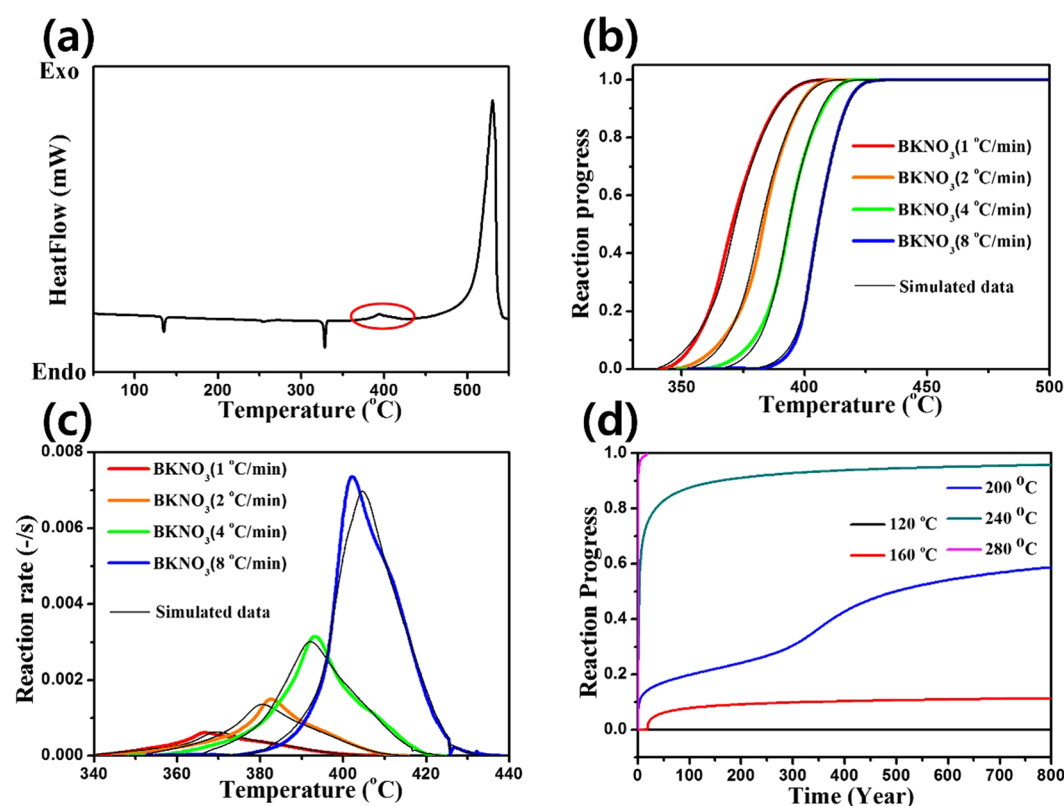 (a)
Exo
HeatFlow (mW)
Endo
100 200 300 400 500
Temperature (°C)
(b)
1.0
0.8
0.6
0.4
0.2
0.0
Reaction progress
BKNO₃(1 °C/min)
BKNO₃(2 °C/min)
BKNO₃(4 °C/min)
BKNO₃(8 °C/min)
Simulated data
350 400 450 500
Temperature (°C)
(c)
0.008
0.006
0.004
0.002
0.000
Reaction rate (-/s)
BKNO₃(1 °C/min)
BKNO₃(2 °C/min)
BKNO₃(4 °C/min)
BKNO₃(8 °C/min)
Simulated data
340 360 380 400 420 440
Temperature (°C)
(d)
1.0
0.8
0.6
0.4
0.2
0.0
Reaction Progress
200 °C
120 °C
240 °C
160 °C
280 °C
0 100 200 300 400 500 600 700 800
Time (Year)